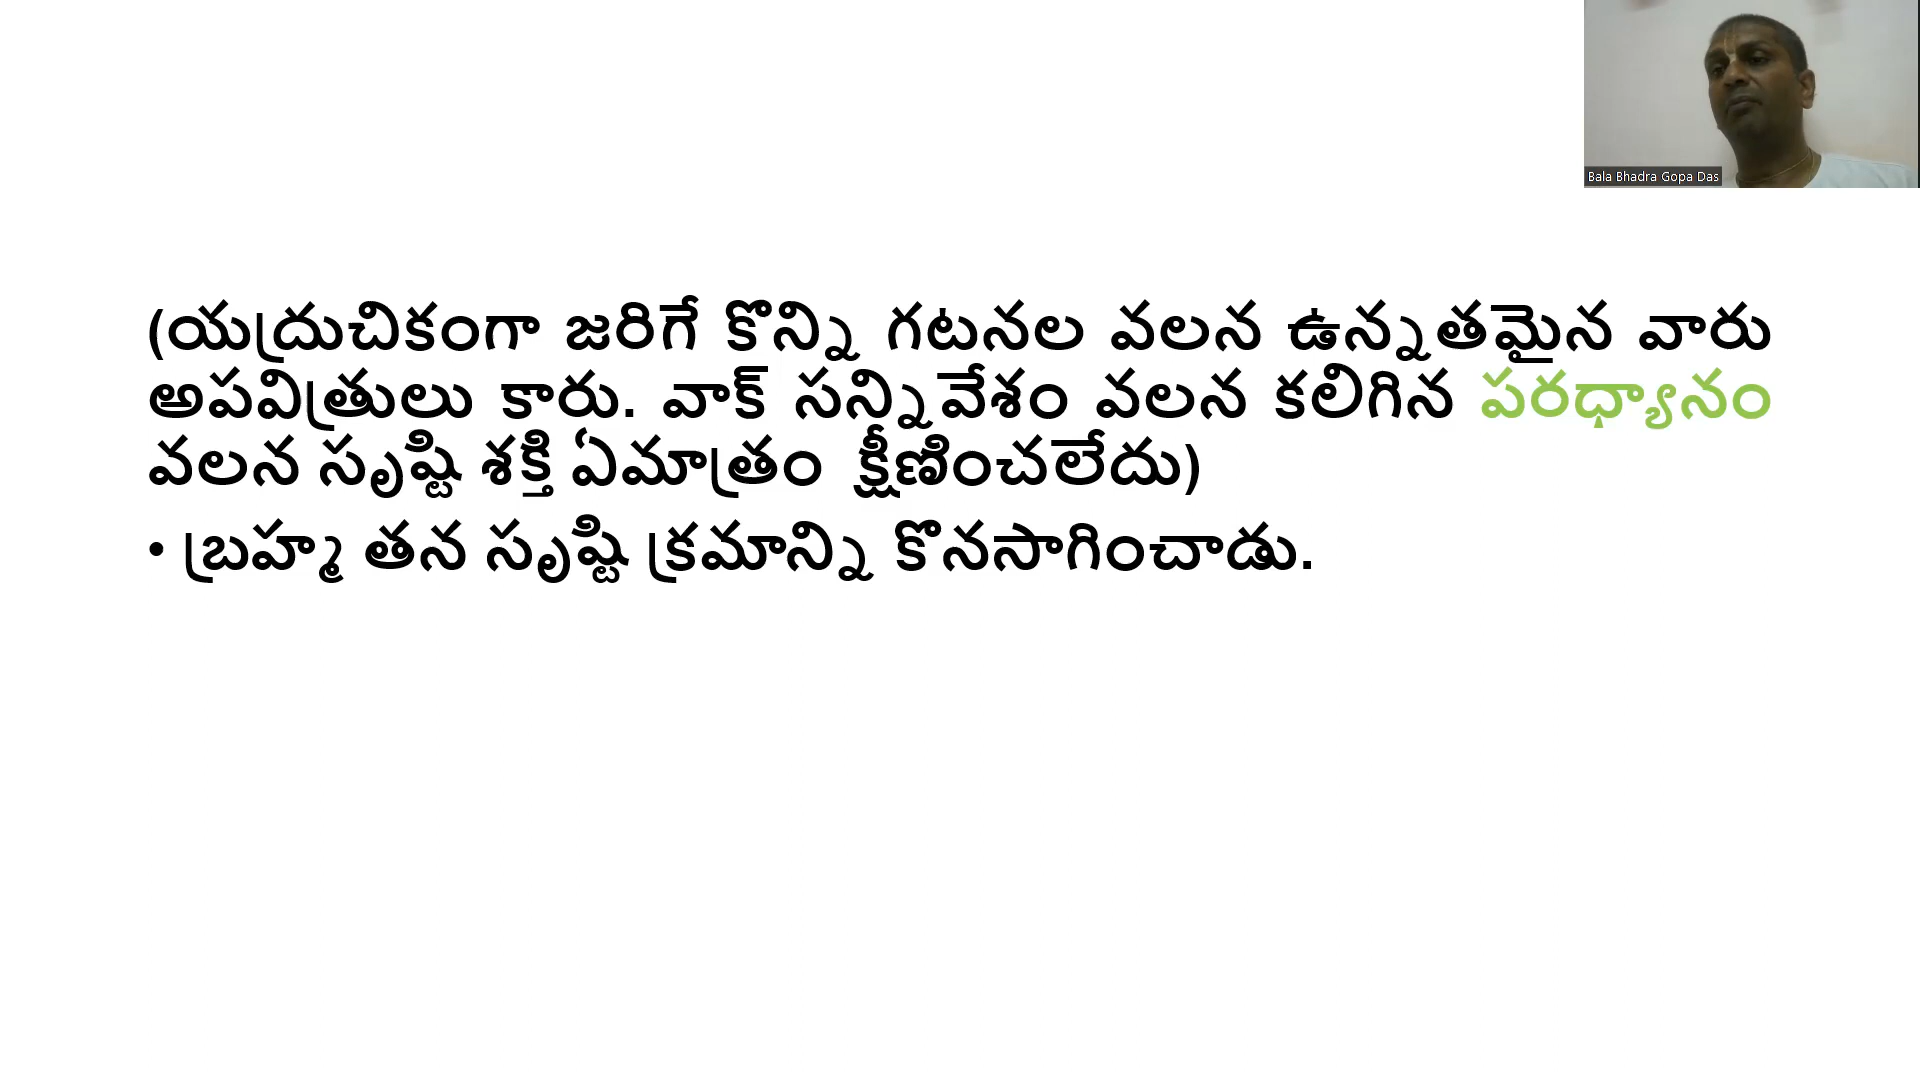 Bala Bhadra Gopa Das
(యద్రుచికంగా జరిగే కొన్ని గటనల వలన ఉన్నతమైన వారు
అపవిత్రులు కారు. వాక్ సన్నివేశం వలన కలిగిన పరధ్యానం
వలన సృష్టి శక్తి ఏమాత్రం క్షీణించలేదు)
• బ్రహ్మ తన సృష్టి క్రమాన్ని కొనసాగించాడు.